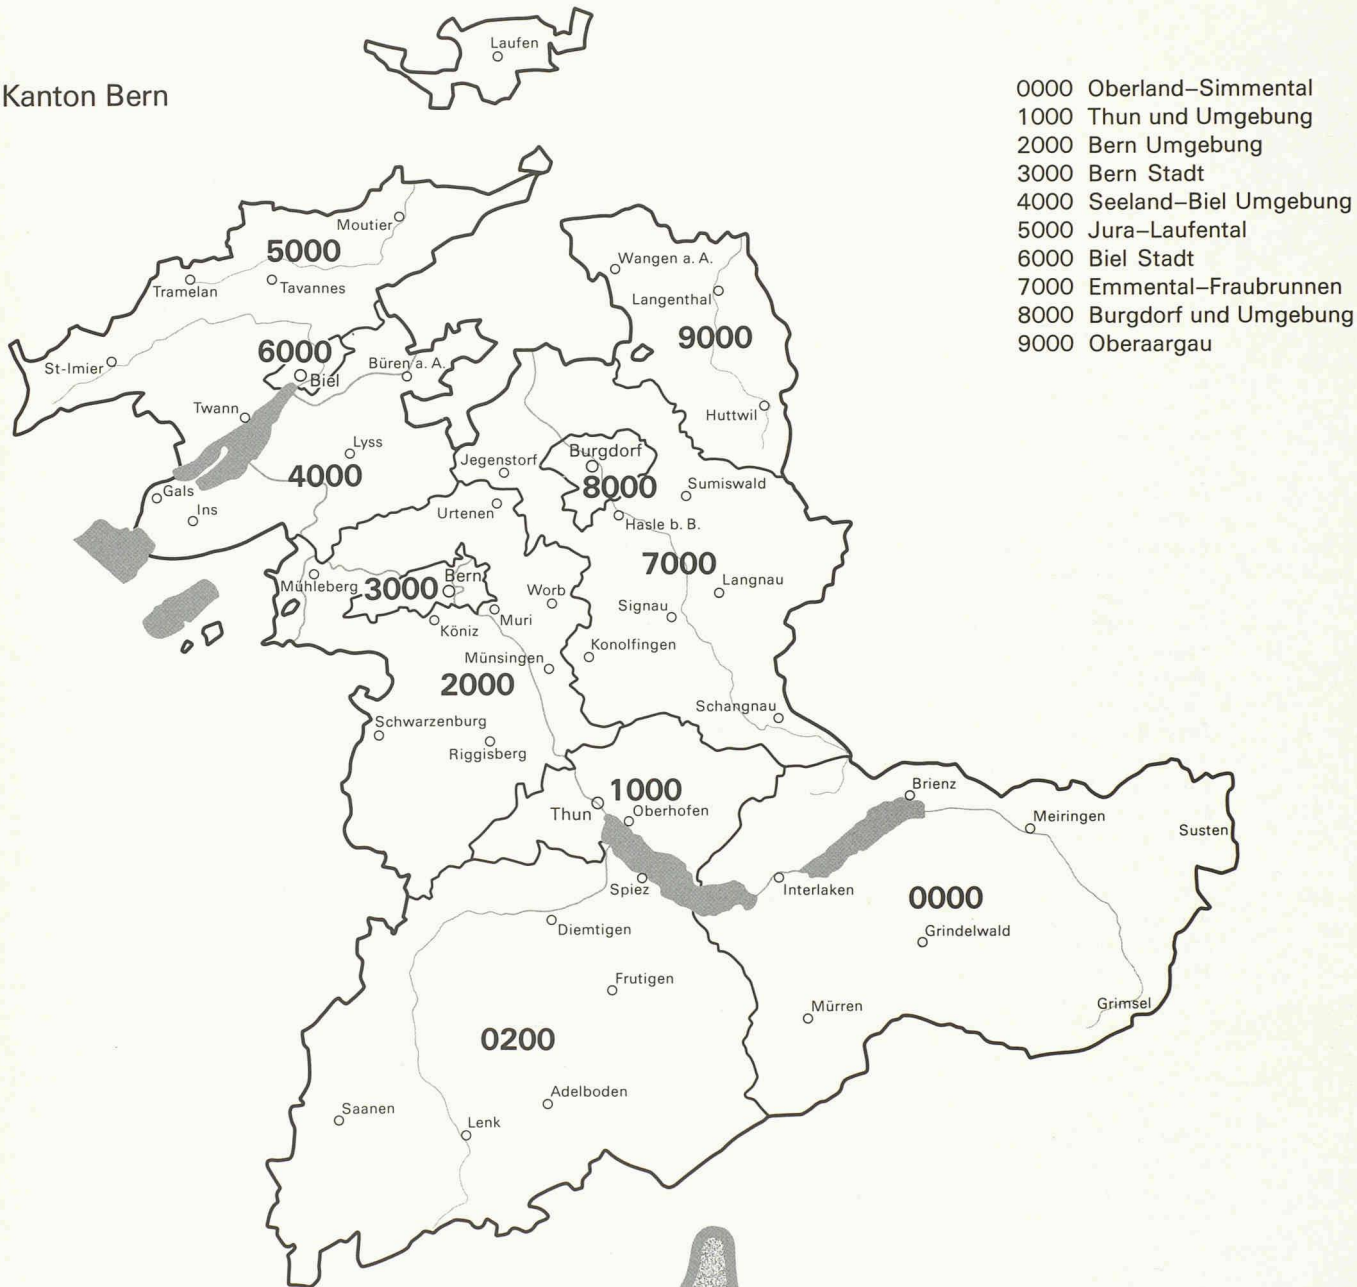 Laufen
Kanton Bern
0000 Oberland–Simmental
1000 Thun und Umgebung
2000 Bern Umgebung
3000 Bern Stadt
4000 Seeland–Biel Umgebung
5000 Jura–Laufental
6000 Biel Stadt
7000 Emmental–Fraubrunnen
8000 Burgdorf und Umgebung
9000 Oberaargau
Moutier
5000
Tramelan
Tavannes
Wangen a. A.
Langenthal
9000
6000
St-Imier
Biel
Büren a. A.
Twann
Huttwil
Lyss
Burgdorf
Jegenstorf
4000
8000
Sumiswald
Gals
Ins
Urtenen
Hasle b. B.
7000
Mühleberg
3000
Bern
Worb
Langnau
Muri
Signau
Köniz
Konolfingen
Münsingen
2000
Schangnau
Schwarzenburg
Riggisberg
1000
Brienz
Thun
Oberhofen
Meiringen
Susten
Spiez
Interlaken
0000
Diemtigen
Grindelwald
Frutigen
Mürren
Grimsel
0200
Adelboden
Saanen
Lenk